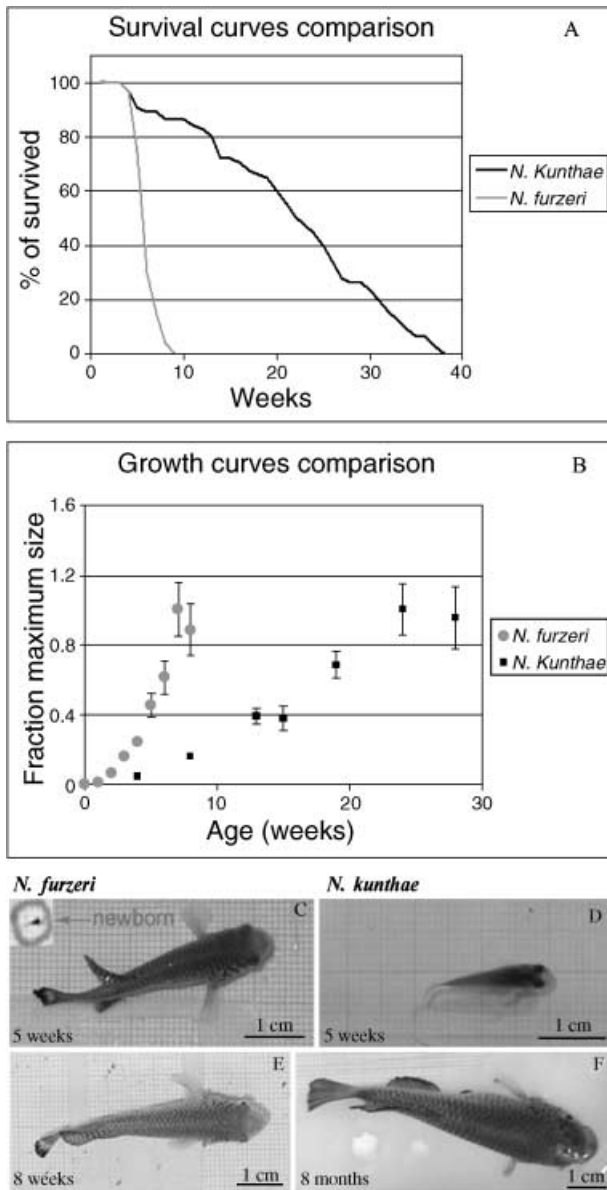 Survival curves comparison
A
% of survived
100
80
60
40
20
0
0 10 20 30 40
Weeks
N. Kunthae
N. furzeri
Growth curves comparison
B
Fraction maximum size
1.6
1.2
0.8
0.4
0
0 10 20 30
Age (weeks)
N. furzeri
N. Kunthae
N. furzeri
N. kunthae
newborn
C
5 weeks
1 cm
D
5 weeks
1 cm
E
8 weeks
1 cm
F
8 months
1 cm